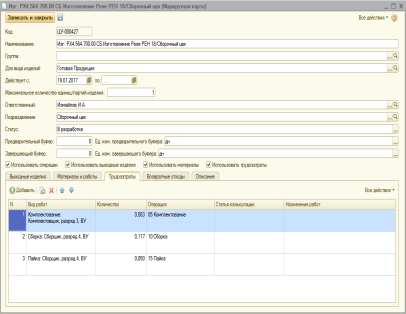 Изг. РХ4.564.700.00 СБ Изготовление Реле РЕН 18/Сборочный цех (Маршрутная карта)
Записать и закрыть Все действия
Код: ЦУ-000427
Наименование: Изг. РХ4.564.700.00 СБ Изготовление Реле РЕН 18/Сборочный цех
Группа:
Для вида изделия: Готовая Продукция
Действует с: 19.01.2017 по: . .
Максимальное количество единиц/партий изделия: 1
Ответственный: Измайлов И.А.
Подразделение: Сборочный цех
Статус: В разработке
Предварительный буфер: 0 Ед. изм. предварительного буфера: дн
Завершающий буфер: 0 Ед. изм. завершающего буфера: дн
Использовать операции Использовать выходные изделия Использовать материалы Использовать трудозатраты
Выходные изделия Материалы и работы Трудозатраты Возвратные отходы Описание
Добавить Все действия
N Вид работ Количество Операция Статья калькуляции Назначение работ
1 Комплектование: Комплектовщик, разряд 3, ВУ 0,083 05 Комплектование
2 Сборка: Сборщик, разряд 4, ВУ 0,117 10 Сборка
3 Пайка: Сборщик, разряд 4, ВУ 0,050 15 Пайка